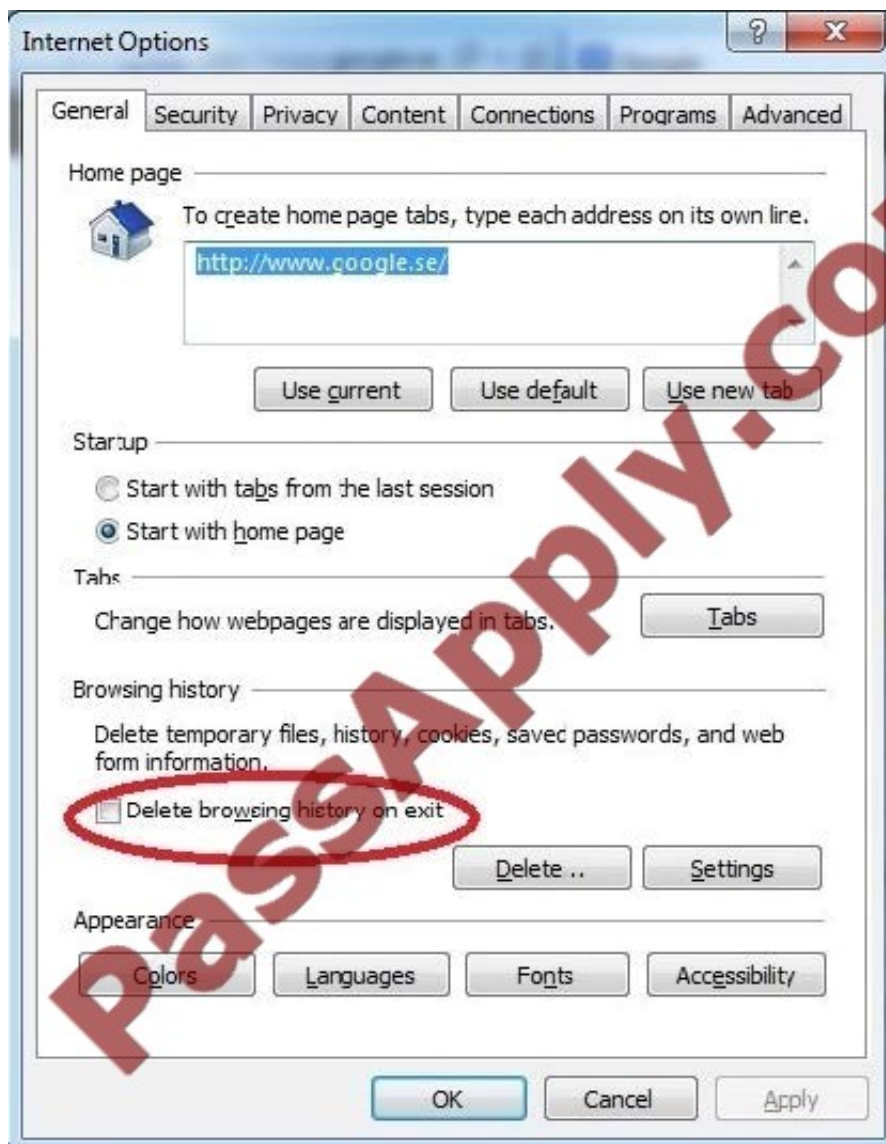 Internet Options
General Security Privacy Content Connections Programs Advanced
Home page
To create home page tabs, type each address on its own line.
http://www.google.se/
Use current Use default Use new tab
Startup
Start with tabs from the last session
Start with home page
Tabs
Change how webpages are displayed in tabs. Tabs
Browsing history
Delete temporary files, history, cookies, saved passwords, and web
form information.
Delete browsing history on exit
Delete .. Settings
Appearance
Colors Languages Fonts Accessibility
OK Cancel Apply
PassApply.co